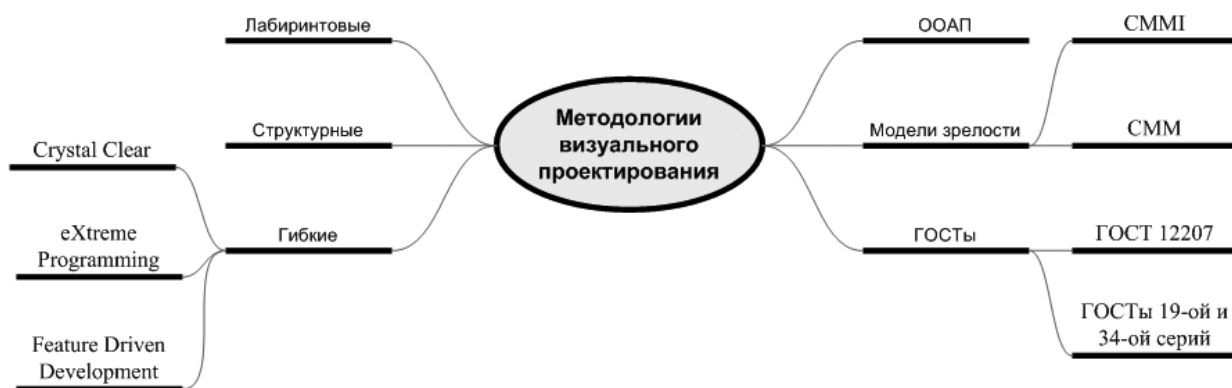 Лабиринтовые
Структурные
Гибкие
Crystal Clear
eXtreme
Programming
Feature Driven
Development
Методологии
визуального
проектирования
ООАП
Модели зрелости
ГОСТы
CMMI
CMM
ГОСТ 12207
ГОСТы 19-ой и
34-ой серий